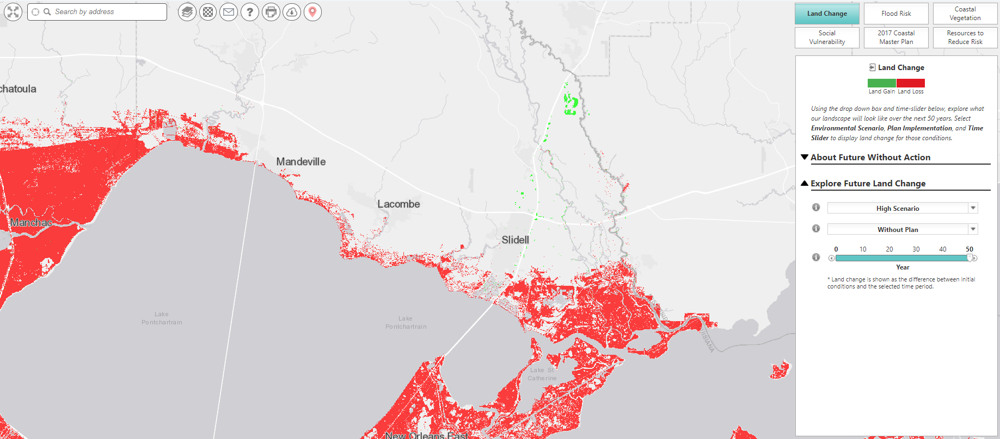 Search by address
?
Land Change
Flood Risk
Coastal
Vegetation
Social
Vulnerability
2017 Coastal
Master Plan
Resources to
Reduce Risk
Land Change
Land Gain Land Loss
Using the drop down box and time-slider below, explore what
our landscape will look like over the next 50 years. Select
Environmental Scenario, Plan Implementation, and Time
Slider to display land change for those conditions.
About Future Without Action
Explore Future Land Change
High Scenario
Without Plan
0 10 20 30 40 50
Year
* Land change is shown as the difference between initial
conditions and the selected time period.
chatoula
Mandeville
Lacombe
Manchac
Slidell
Lake
Pontchartrain
Lake
Pontchartrain
Lake St
Catherine
New Orleans East